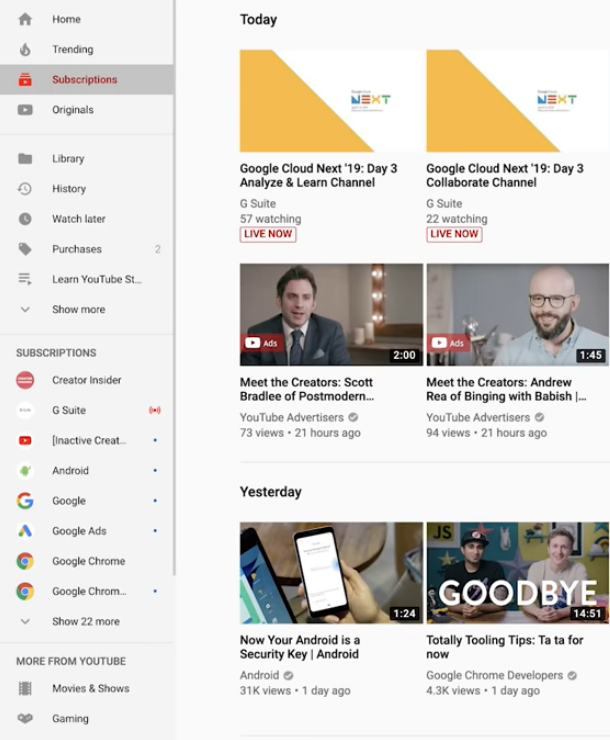 Home
Trending
Subscriptions
Originals
Library
History
Watch later
Purchases 2
Learn YouTube St...
Show more
SUBSCRIPTIONS
Creator Insider
G Suite
[Inactive Creat...
Android
Google
Google Ads
Google Chrome
Google Chrom...
Show 22 more
MORE FROM YOUTUBE
Movies & Shows
Gaming
Today
NEXT
Google Cloud Next '19: Day 3
Analyze & Learn Channel
G Suite
57 watching
LIVE NOW
NEXT
Google Cloud Next '19: Day 3
Collaborate Channel
G Suite
22 watching
LIVE NOW
Ads
2:00
Meet the Creators: Scott
Bradlee of Postmodern...
YouTube Advertisers
73 views • 21 hours ago
Ads
1:45
Meet the Creators: Andrew
Rea of Binging with Babish |...
YouTube Advertisers
94 views • 21 hours ago
Yesterday
1:24
Now Your Android is a
Security Key | Android
Android
31K views • 1 day ago
JS
GOODBYE
14:51
Totally Tooling Tips: Ta ta for
now
Google Chrome Developers
4.3K views • 1 day ago